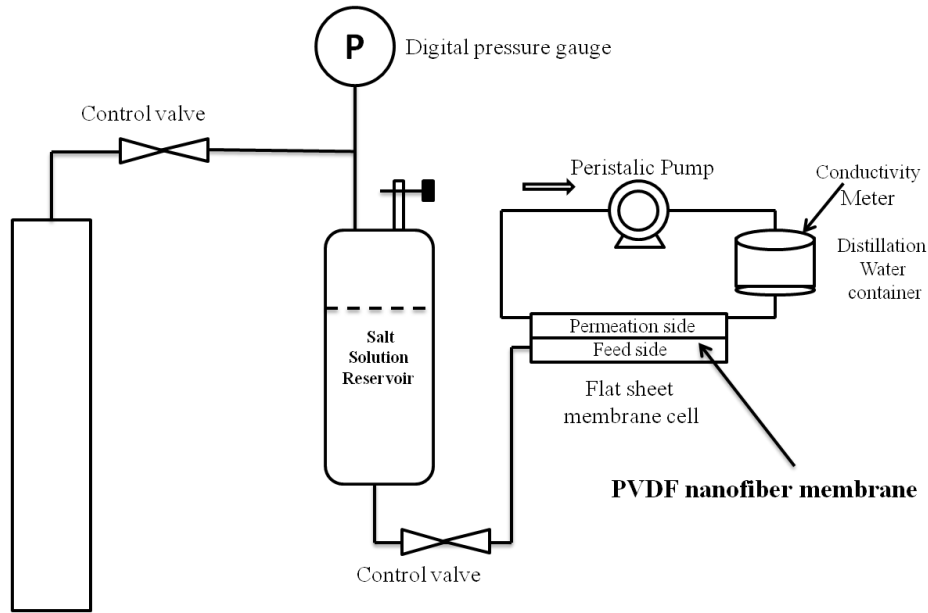 P
Digital pressure gauge
Control valve
Peristalic Pump
Conductivity
Meter
Distillation
Water
container
Salt
Solution
Reservoir
Permeation side
Feed side
Flat sheet
membrane cell
PVDF nanofiber membrane
Control valve